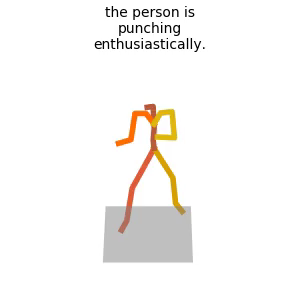 the person is
punching
enthusiastically.